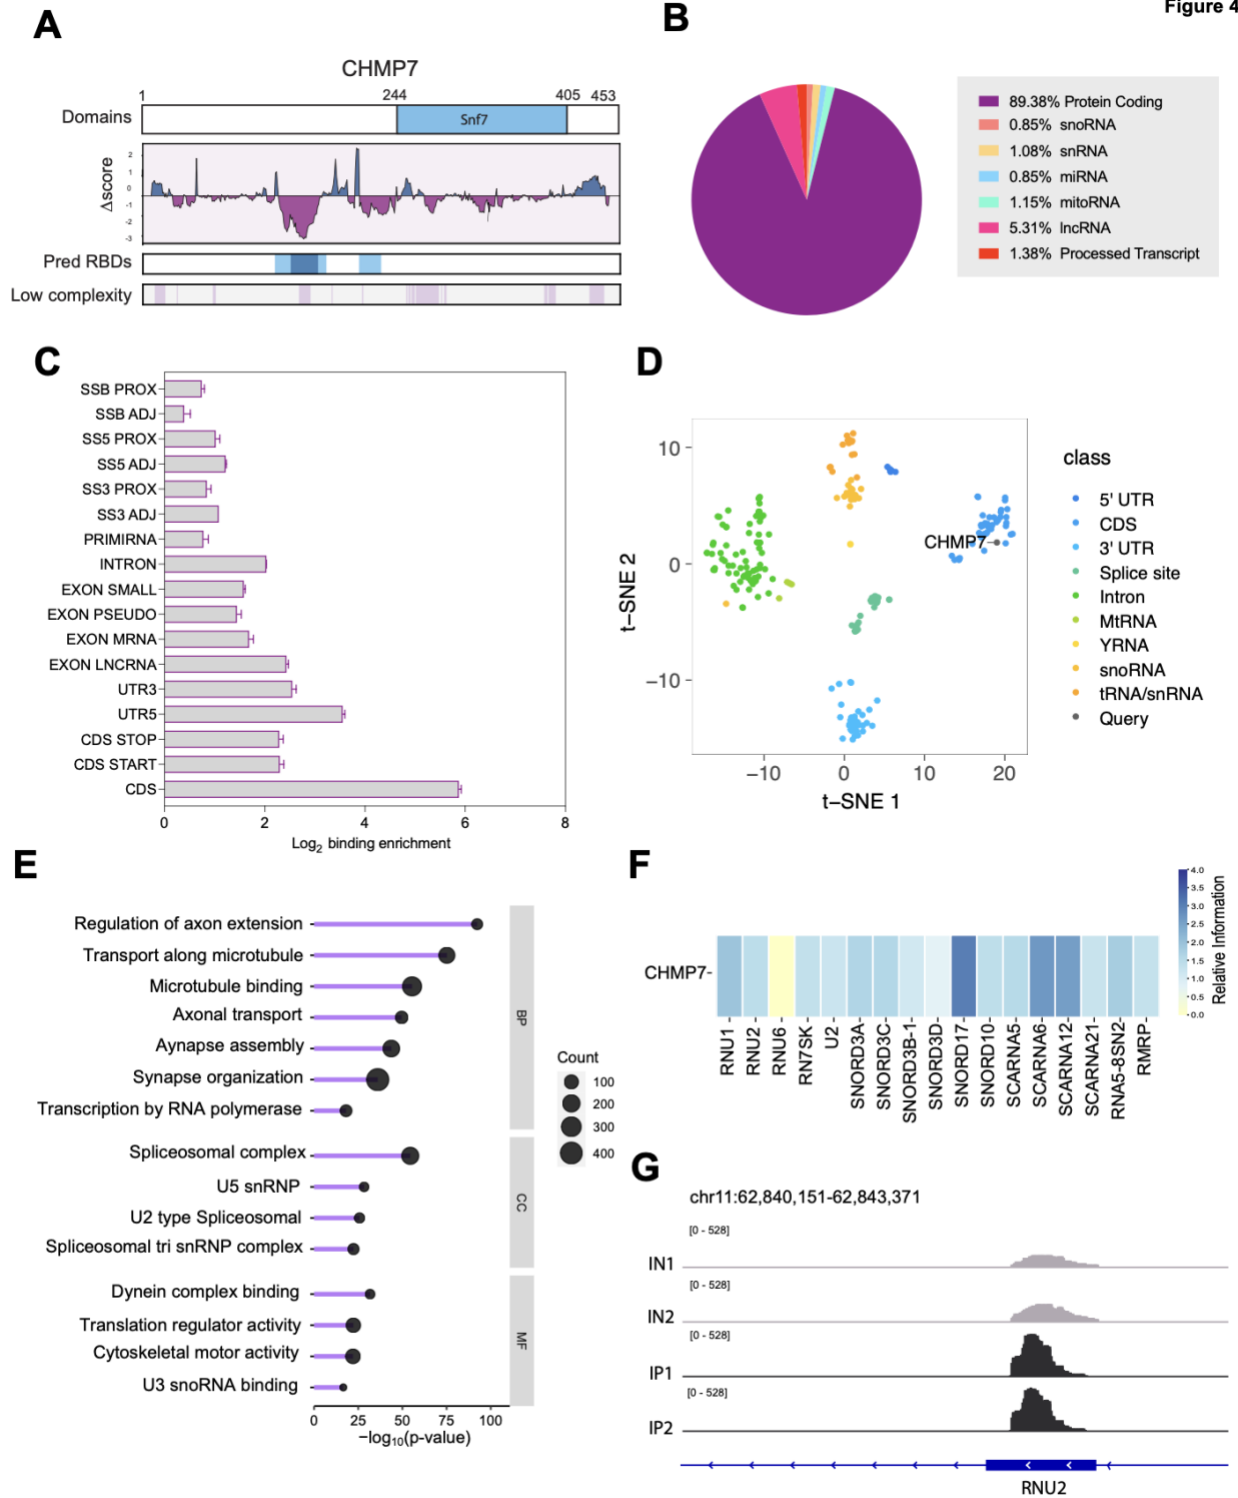 Figure 4
A
CHMP7
1 244 405 453
Domains
Snf7
Δscore
2
1
0
-1
-2
-3
Pred RBDs
Low complexity
B
89.38% Protein Coding
0.85% snoRNA
1.08% snRNA
0.85% miRNA
1.15% mitoRNA
5.31% lncRNA
1.38% Processed Transcript
C
SSB PROX
SSB ADJ
SS5 PROX
SS5 ADJ
SS3 PROX
SS3 ADJ
PRIMIRNA
INTRON
EXON SMALL
EXON PSEUDO
EXON MRNA
EXON LNCRNA
UTR3
UTR5
CDS STOP
CDS START
CDS
0 2 4 6 8
Log2 binding enrichment
D
10
0
−10
t−SNE 2
CHMP7
−10 0 10 20
t−SNE 1
class
5' UTR
CDS
3' UTR
Splice site
Intron
MtRNA
YRNA
snoRNA
tRNA/snRNA
Query
E
Regulation of axon extension
Transport along microtubule
Microtubule binding
Axonal transport
Aynapse assembly
Synapse organization
Transcription by RNA polymerase
BP
Spliceosomal complex
U5 snRNP
U2 type Spliceosomal
Spliceosomal tri snRNP complex
CC
Dynein complex binding
Translation regulator activity
Cytoskeletal motor activity
U3 snoRNA binding
MF
0 25 50 75 100
−log10(p-value)
Count
100
200
300
400
F
CHMP7-
RNU1
RNU2
RNU6
RN7SK
U2
SNORD3A
SNORD3C
SNORD3B-1
SNORD3D
SNORD17
SNORD10
SCARNA5
SCARNA6
SCARNA12
SCARNA21
RNA5-8SN2
RMRP
4.0
3.5
3.0
2.5
2.0
1.5
1.0
0.5
0.0
Relative Information
G
chr11:62,840,151-62,843,371
[0 - 528]
IN1
[0 - 528]
IN2
[0 - 528]
IP1
[0 - 528]
IP2
RNU2